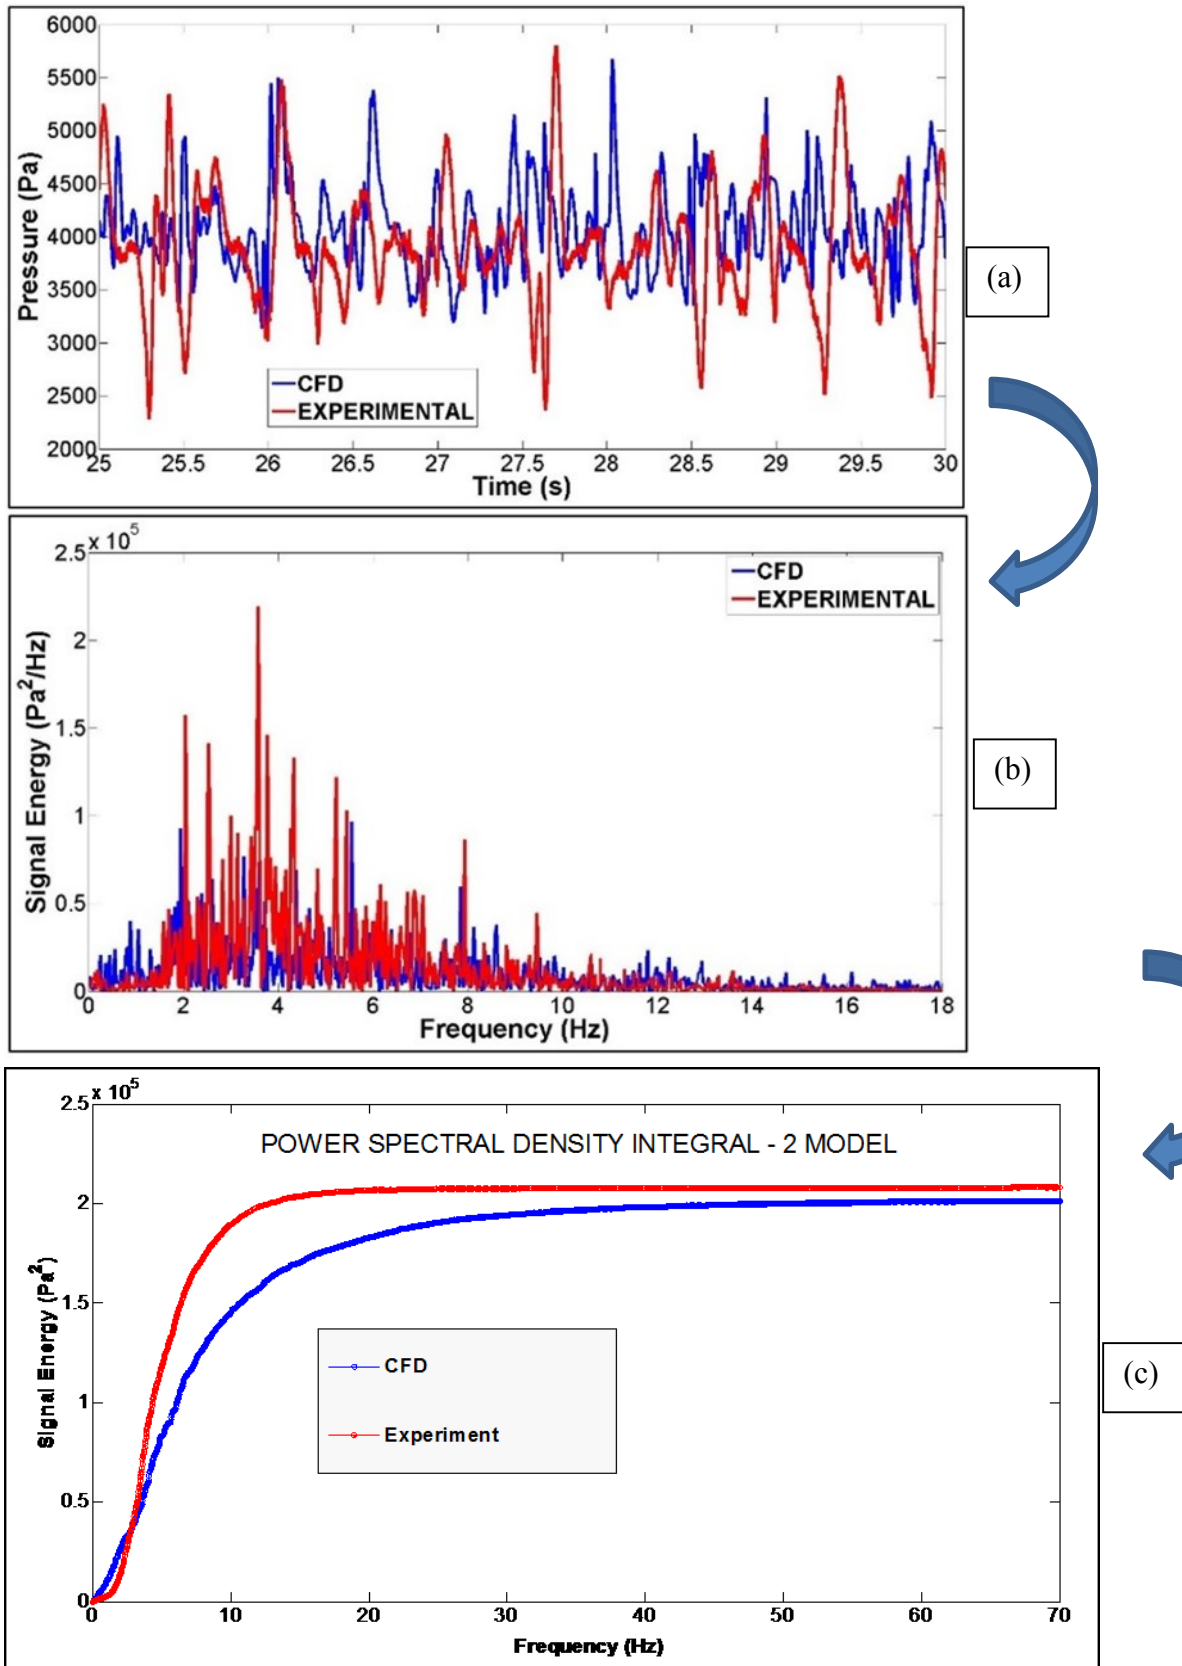 6000
5500
5000
4500
4000
3500
3000
2500
2000
Pressure (Pa)
CFD
EXPERIMENTAL
25 25.5 26 26.5 27 27.5 28 28.5 29 29.5 30
Time (s)
(a)
2.5 x 10^5
2
1.5
1
0.5
0
Signal Energy (Pa^2/Hz)
CFD
EXPERIMENTAL
0 2 4 6 8 10 12 14 16 18
Frequency (Hz)
(b)
2.5 x 10^5
2
1.5
1
0.5
0
Signal Energy (Pa^2)
POWER SPECTRAL DENSITY INTEGRAL - 2 MODEL
CFD
Experiment
0 10 20 30 40 50 60 70
Frequency (Hz)
(c)